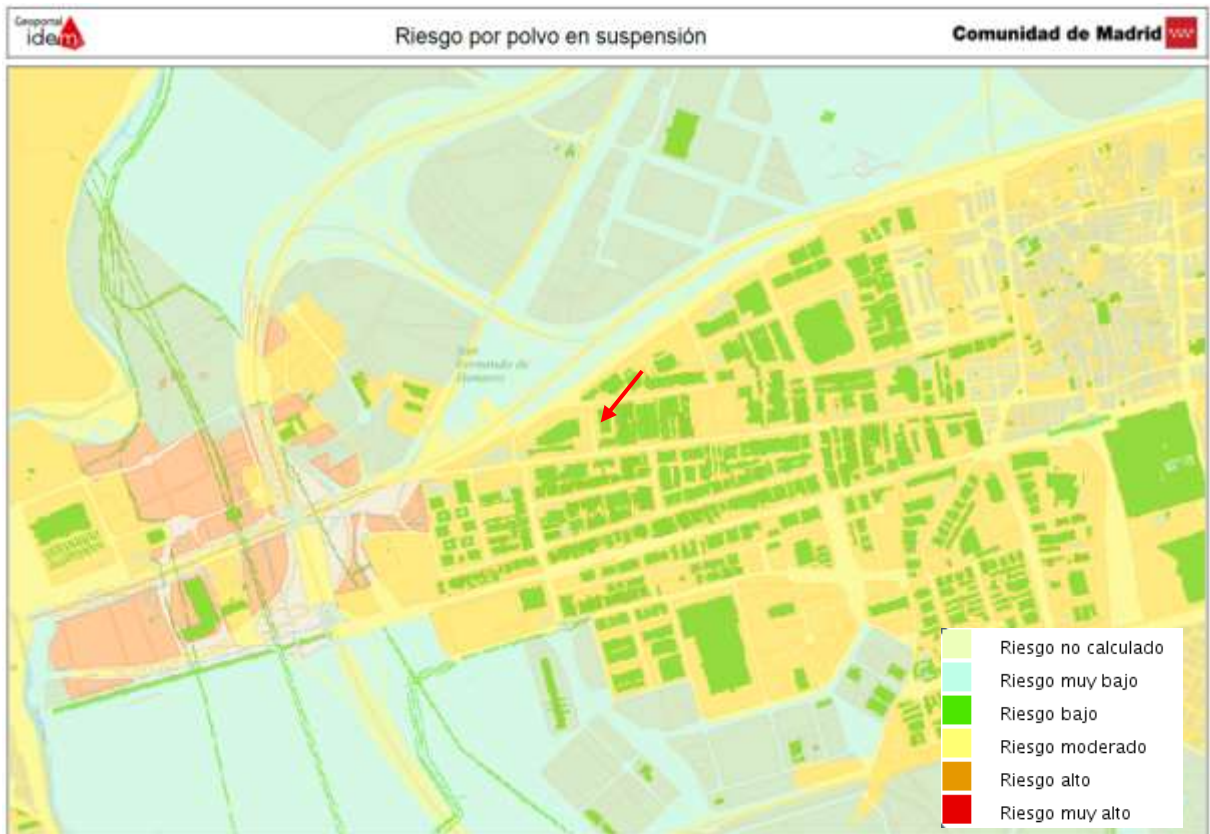 Geoportal
idem
Riesgo por polvo en suspensión
Comunidad de Madrid
San
Fernando de
Henares
Riesgo no calculado
Riesgo muy bajo
Riesgo bajo
Riesgo moderado
Riesgo alto
Riesgo muy alto